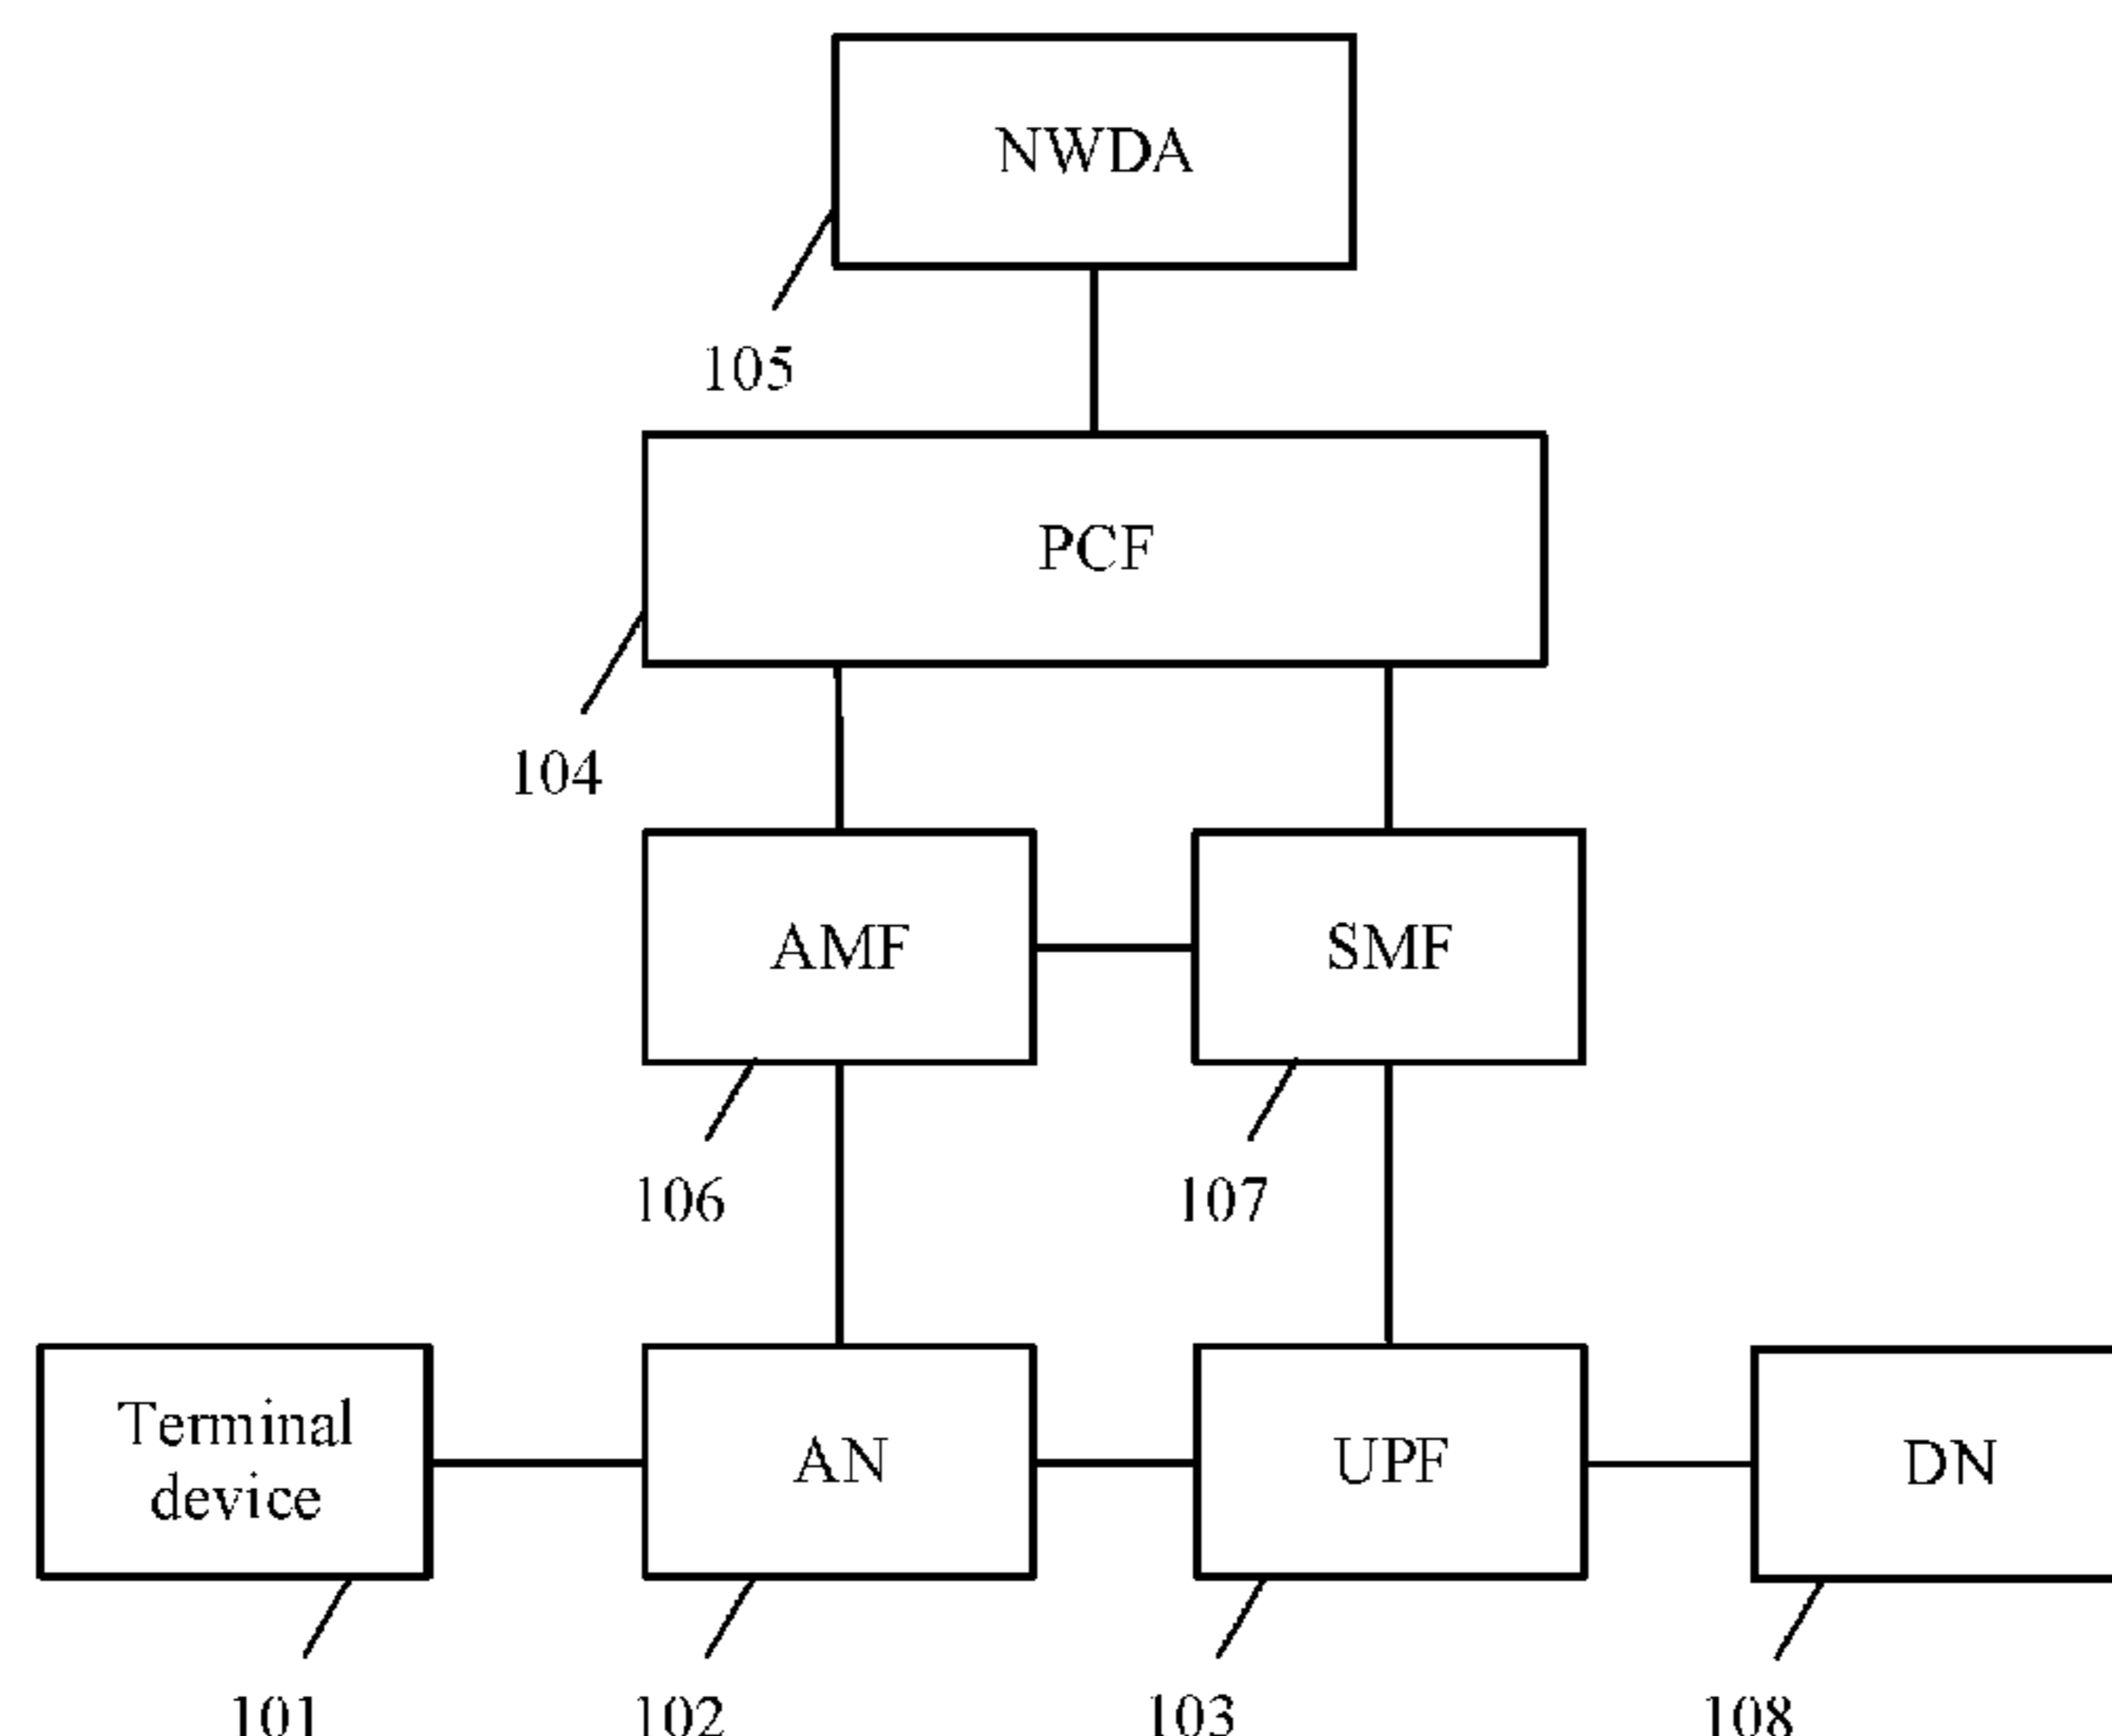 NWDA
105
PCF
104
AMF
SMF
106
107
Terminal
device
AN
UPF
DN
101
102
103
108